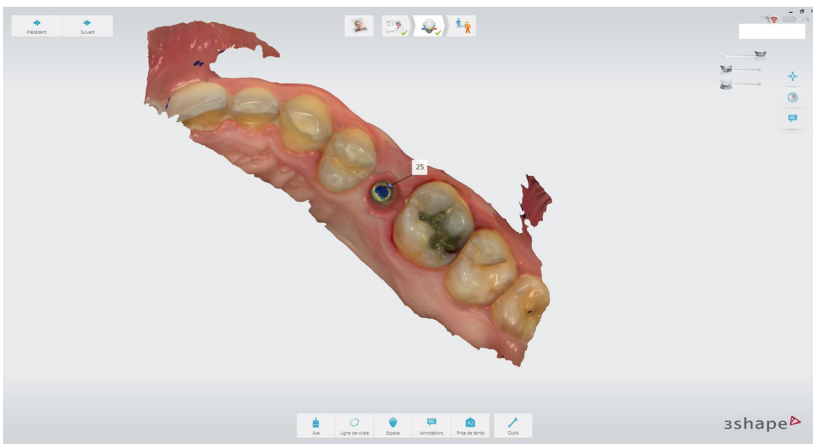 Précédent
Suivant
25
Axe
Ligne cervicale
Espace
Annotations
Prise de teinte
Outils
3shape